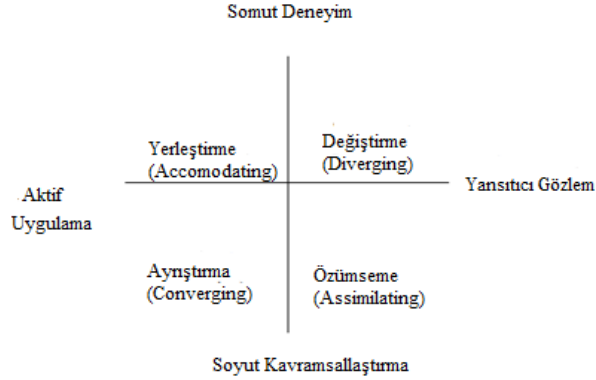 Somut Deneyim
Yerleştirme
(Accomodating)
Değiştirme
(Diverging)
Aktif
Uygulama
Yansıtıcı Gözlem
Ayrıştırma
(Converging)
Özümseme
(Assimilating)
Soyut Kavramsallaştırma